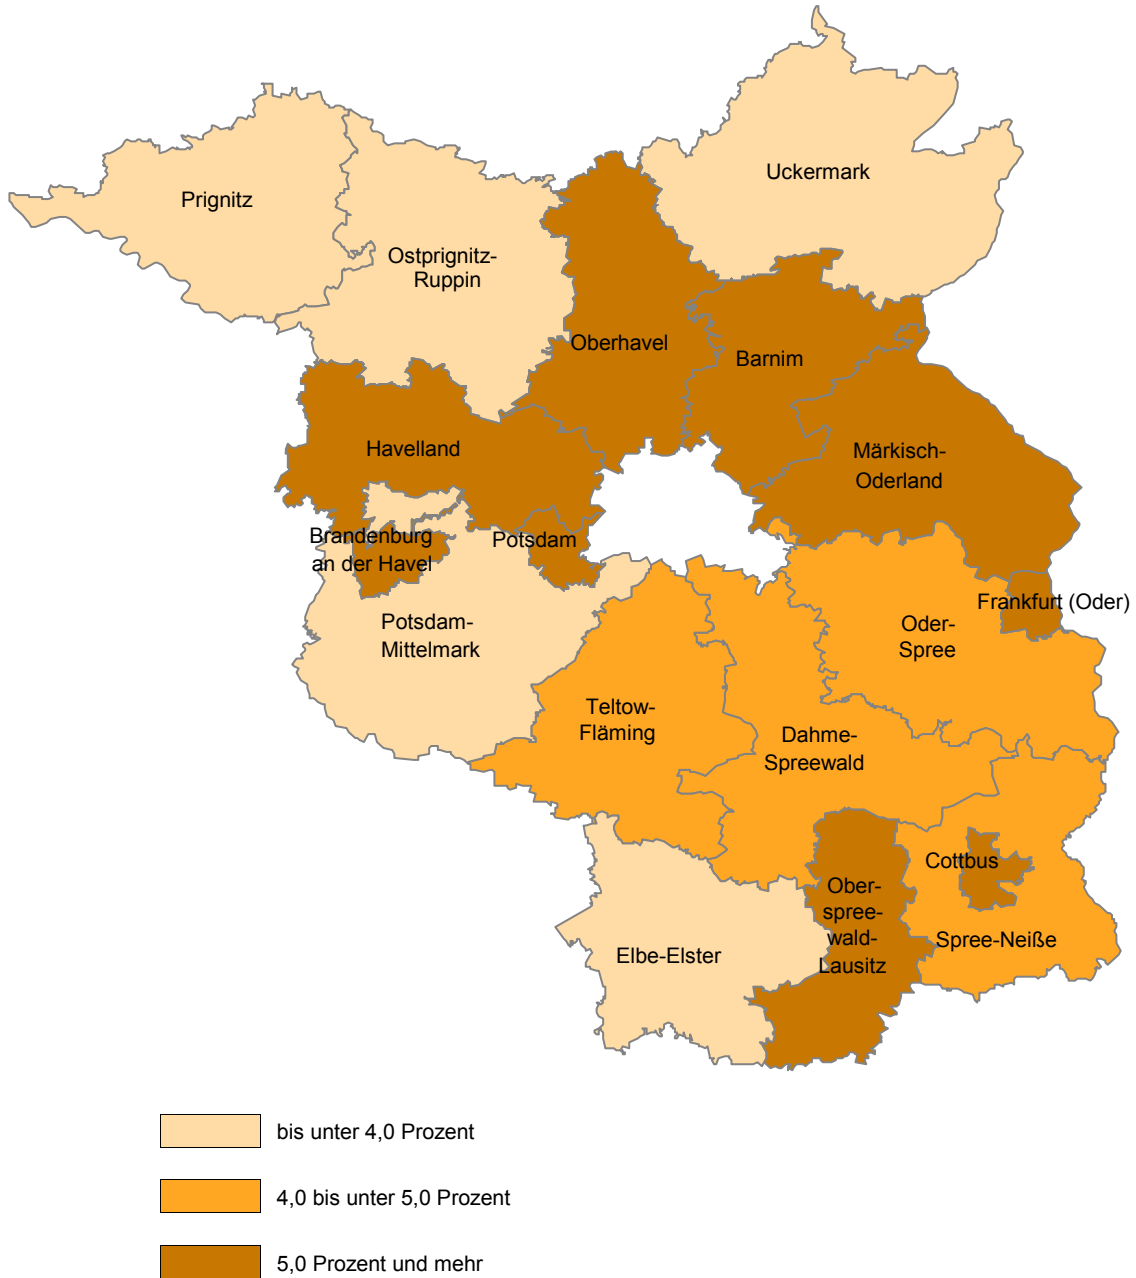 Uckermark
Prignitz
Ostprignitz-
Ruppin
Oberhavel
Barnim
Havelland
Märkisch-
Oderland
Brandenburg
an der Havel
Potsdam
Frankfurt (Oder)
Potsdam-
Mittelmark
Oder-
Spree
Teltow-
Fläming
Dahme-
Spreewald
Cottbus
Ober-
spree-
wald-
Lausitz
Spree-Neiße
Elbe-Elster
bis unter 4,0 Prozent
4,0 bis unter 5,0 Prozent
5,0 Prozent und mehr